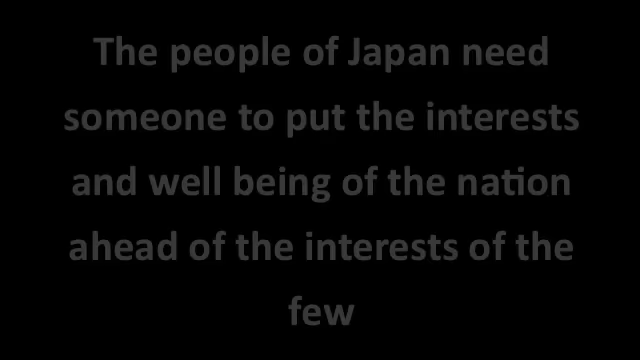 The people of Japan need
someone to put the interests
and well being of the nation
ahead of the interests of the
few